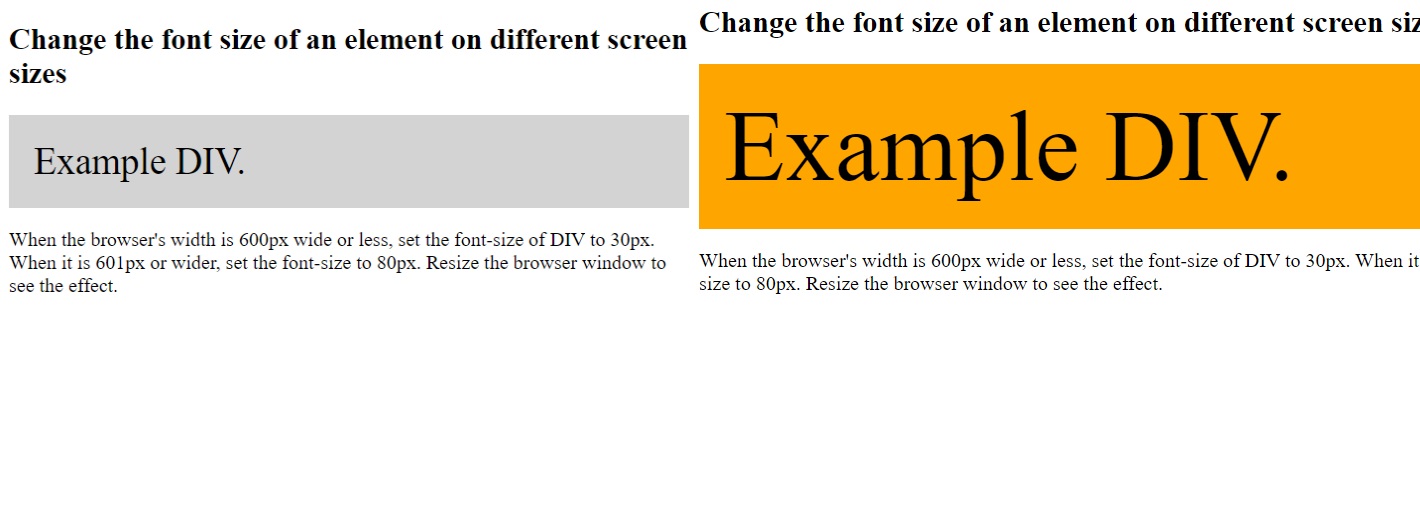 Change the font size of an element on different screen
sizes
Example DIV.
When the browser's width is 600px wide or less, set the font-size of DIV to 30px.
When it is 601px or wider, set the font-size to 80px. Resize the browser window to
see the effect.
Change the font size of an element on different screen siz
Example DIV.
When the browser's width is 600px wide or less, set the font-size of DIV to 30px. When it
size to 80px. Resize the browser window to see the effect.